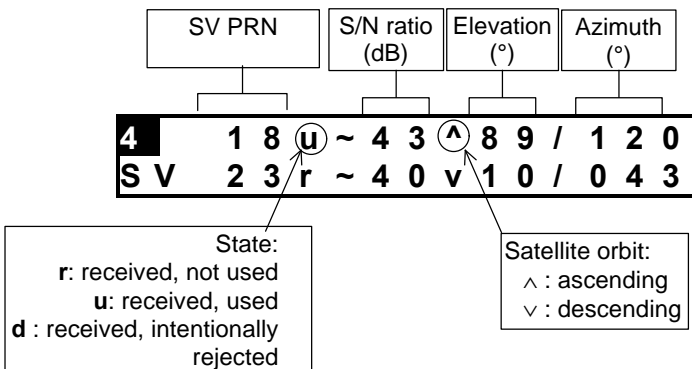 SV PRN
S/N ratio
(dB)
Elevation
(°)
Azimuth
(°)
4 1 8 u ~ 4 3 ^ 8 9 / 1 2 0
S V 2 3 r ~ 4 0 v 1 0 / 0 4 3
State:
r: received, not used
u: received, used
d : received, intentionally
rejected
Satellite orbit:
^ : ascending
v : descending